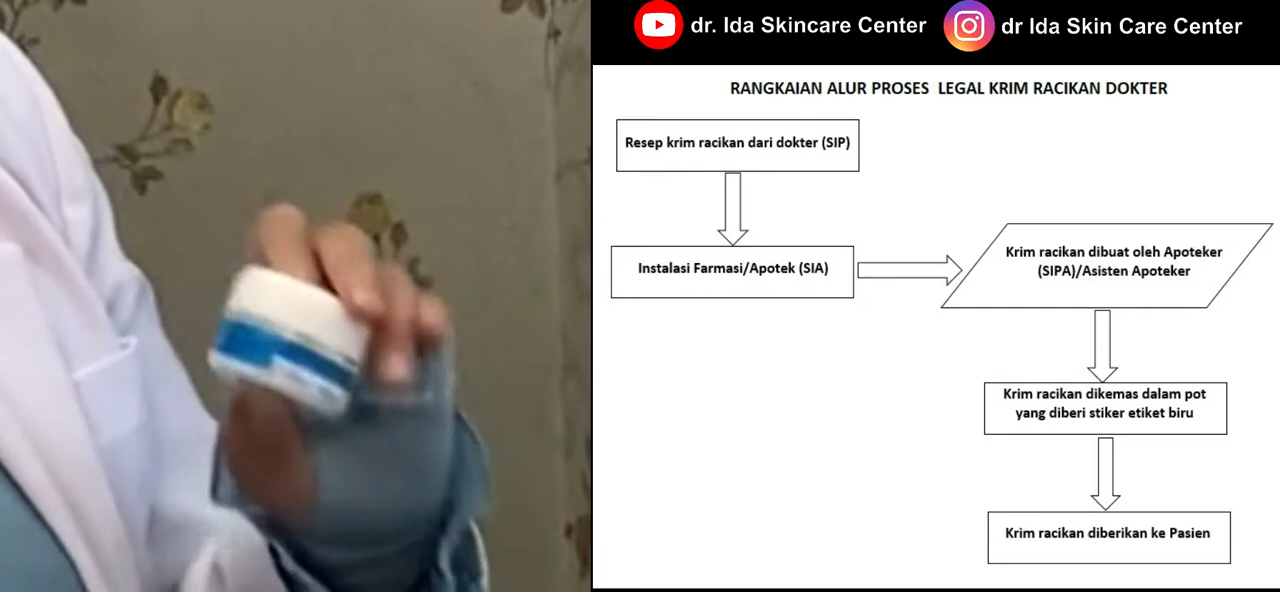 dr. Ida Skincare Center
dr Ida Skin Care Center
RANGKAIAN ALUR PROSES LEGAL KRIM RACIKAN DOKTER
Resep krim racikan dari dokter (SIP)
Instalasi Farmasi/Apotek (SIA)
Krim racikan dibuat oleh Apoteker
(SIPA)/Asisten Apoteker
Krim racikan dikemas dalam pot
yang diberi stiker etiket biru
Krim racikan diberikan ke Pasien